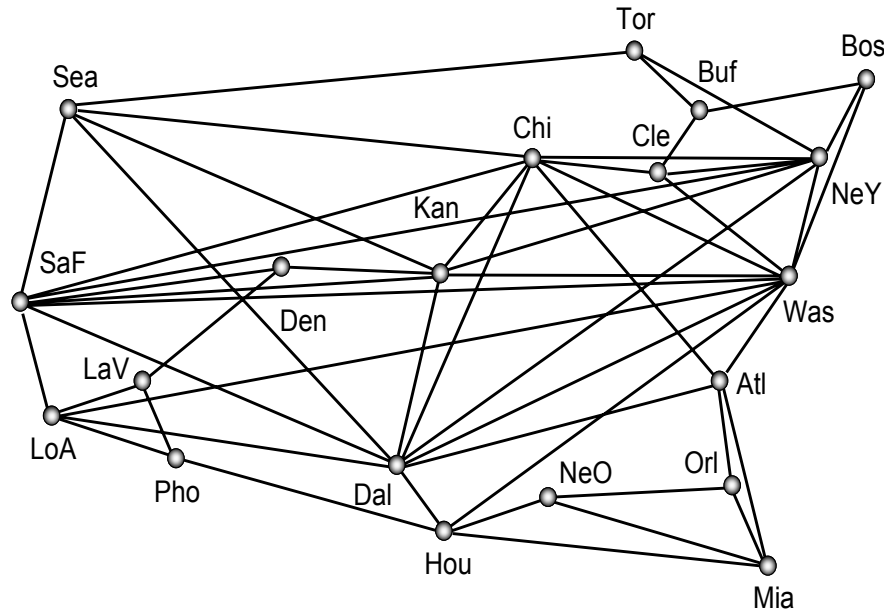 Tor
Bos
Buf
Sea
Chi
Cle
Kan
NeY
SaF
Den
Was
LaV
Atl
LoA
Pho
Dal
NeO
Orl
Hou
Mia